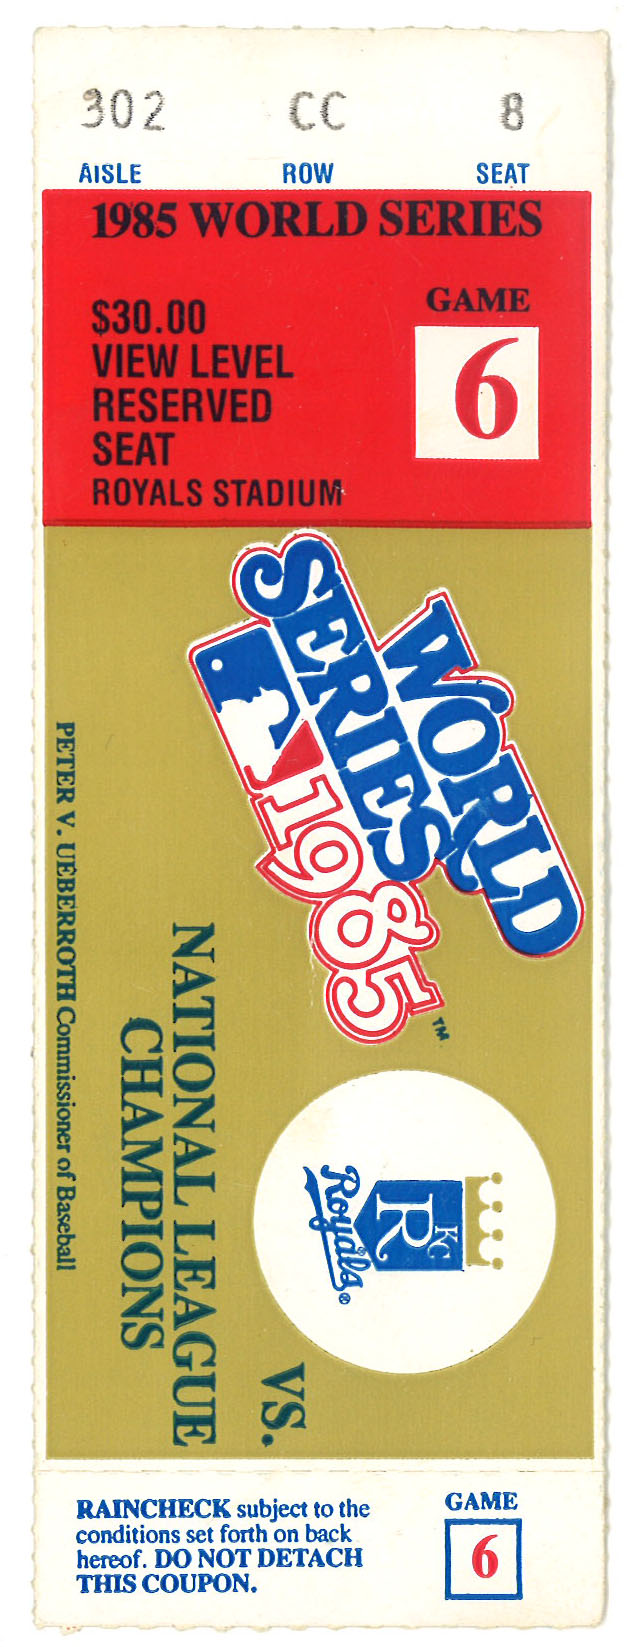 302 CC 8
AISLE ROW SEAT
1985 WORLD SERIES
GAME
6
$30.00
VIEW LEVEL
RESERVED
SEAT
ROYALS STADIUM
WORLD
SERIES
1985™
KC
R
Royals®
VS.
NATIONAL LEAGUE
CHAMPIONS
PETER V. UEBERROTH Commissioner of Baseball
RAINCHECK subject to the
conditions set forth on back
hereof. DO NOT DETACH
THIS COUPON.
GAME
6